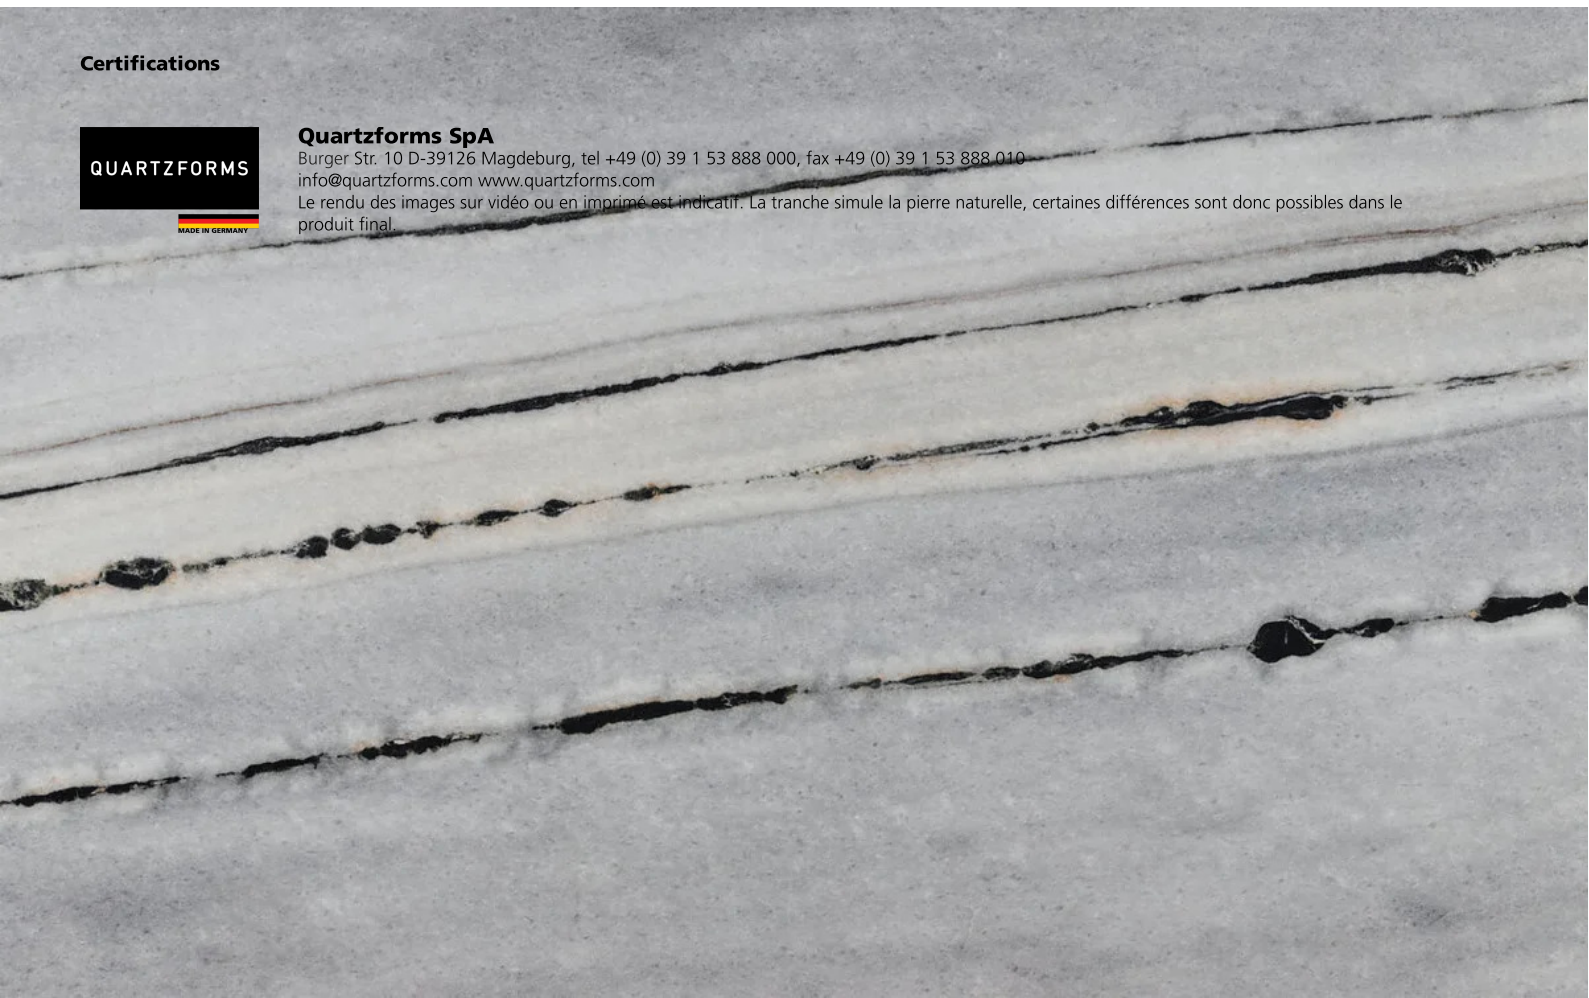 Certifications
QUARTZFORMS
MADE IN GERMANY
Quartzforms SpA
Burger Str. 10 D-39126 Magdeburg, tel +49 (0) 39 1 53 888 000, fax +49 (0) 39 1 53 888 010
info@quartzforms.com www.quartzforms.com
Le rendu des images sur vidéo ou en imprimé est indicatif. La tranche simule la pierre naturelle, certaines différences sont donc possibles dans le
produit final.